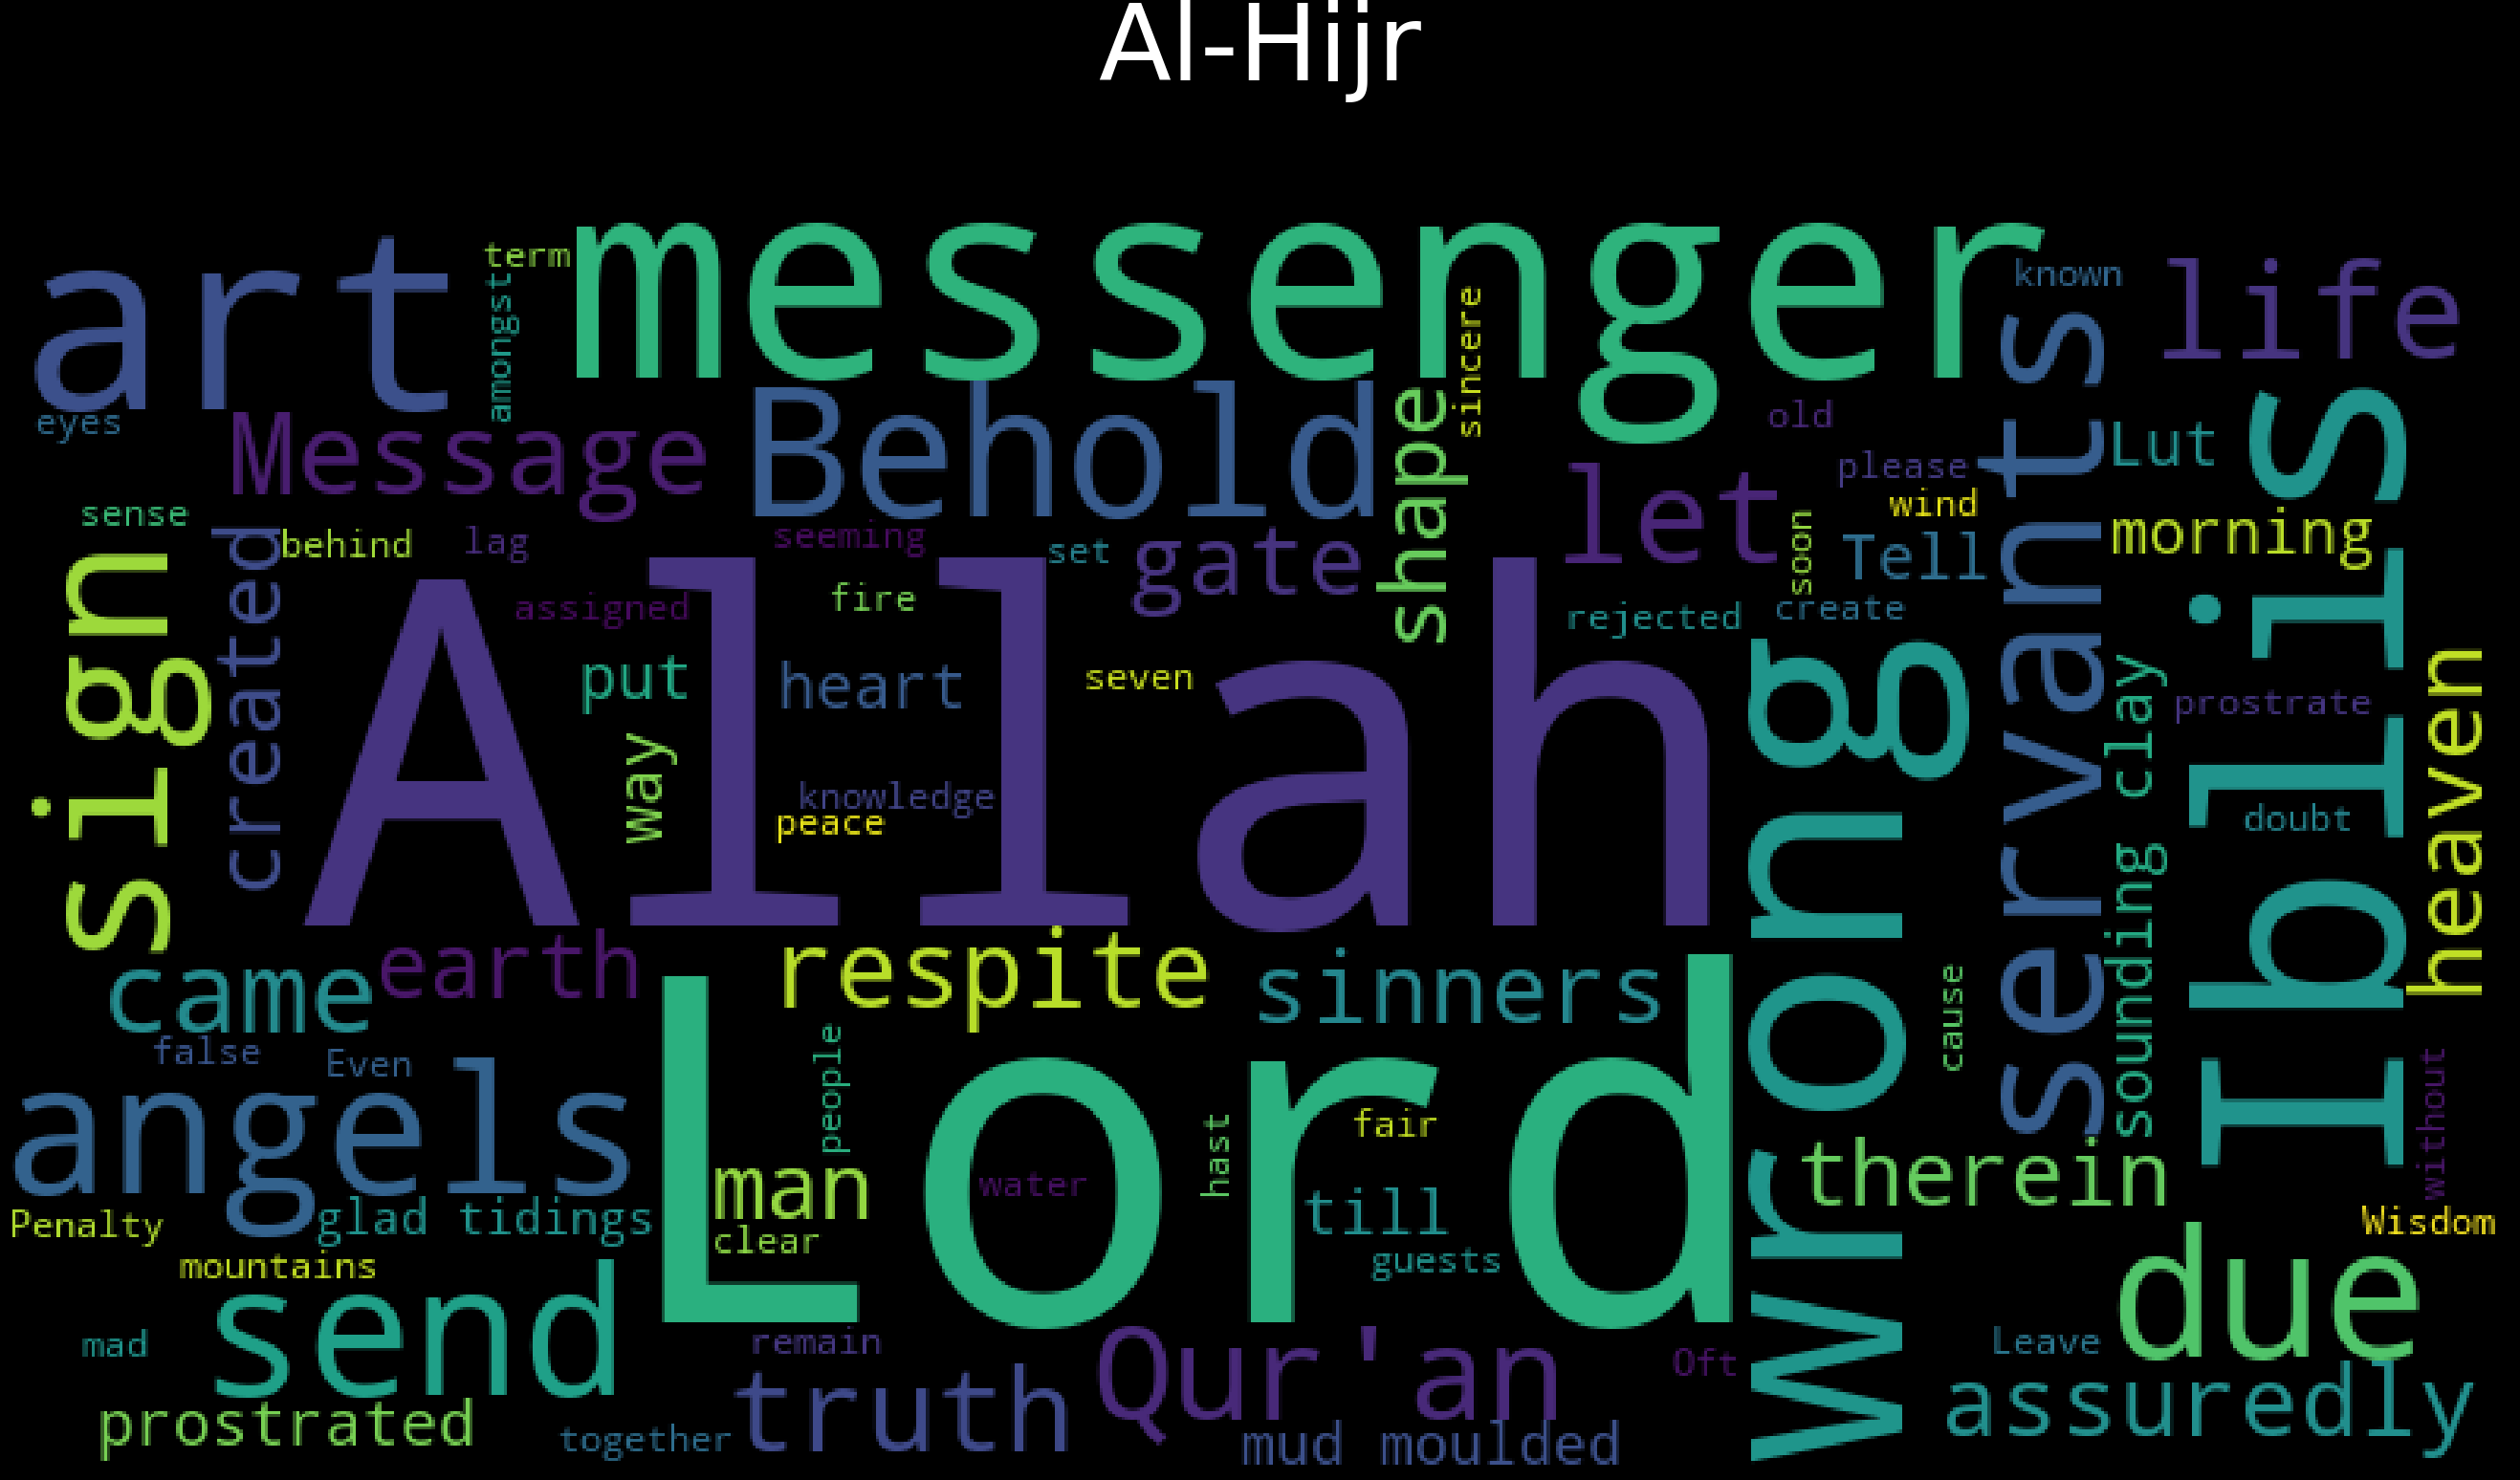 Al-Hijr
art
term
messenger
known
life
amongst
sincere
eyes
Message
Behold
shape
old
servants
Lut
Iblis
let
please
wind
sense
created
behind
lag
seeming
set
gate
soon
Tell
morning
sign
assigned
fire
rejected
create
Allah
put
heart
seven
wrong
sounding clay
prostrate
heaven
way
knowledge
peace
doubt
came
earth
respite
sinners
cause
false
Even
people
without
angels
Lord
man
water
hast
fair
therein
Penalty
glad tidings
clear
till
guests
Wisdom
mountains
send
due
mad
remain
Qur'an
Oft
Leave
prostrated
together
truth
mud moulded
assuredly